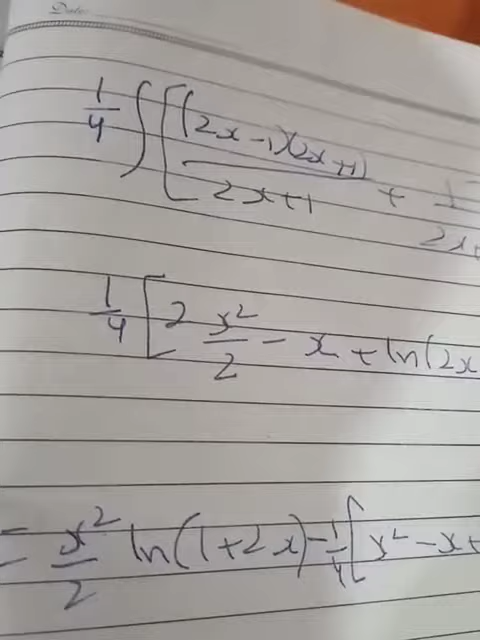 Date:
1/4 ∫ [ (2x-1)(2x+1) / 2x+1 + 1 / 2x+
1/4 [ 2 x²/2 - x + ln(2x
= x²/2 ln(1+2x) - 1/4 [ x² - x +